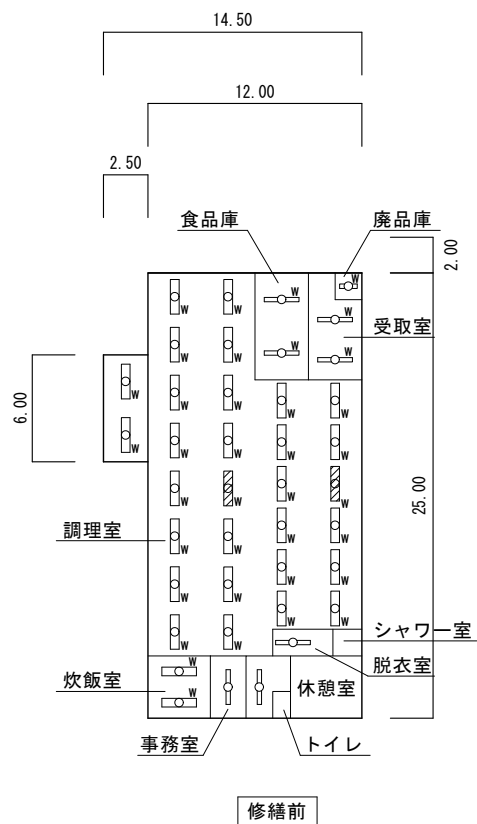 14.50
12.00
2.50
食品庫
廃品庫
2.00
W
W
W W
W
受取室
W
W
W W
6.00
W
W W
W W
W
W W
W W
25.00
W W
W W
調理室
W W
W W
W W
W W
W W
W W
シャワー室
脱衣室
W
炊飯室
休憩室
W
事務室
トイレ
修繕前